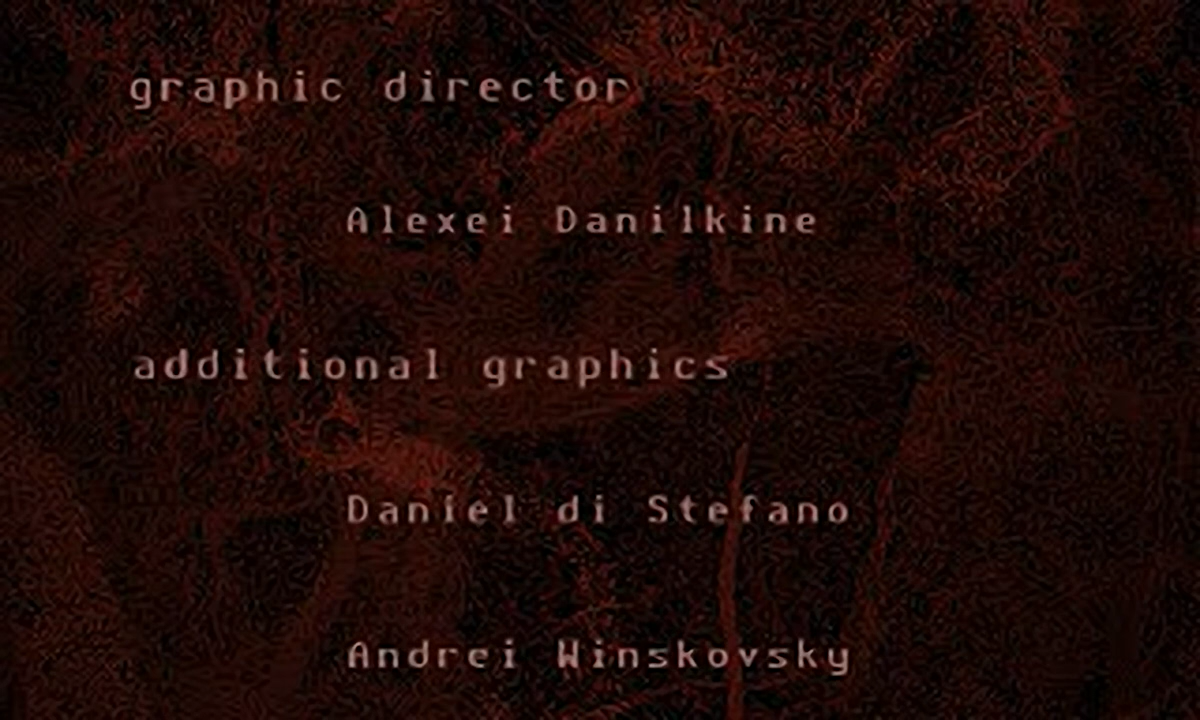 graphic director
Alexei Danilkine
additional graphics
Daniel di Stefano
Andrei Winskovsky